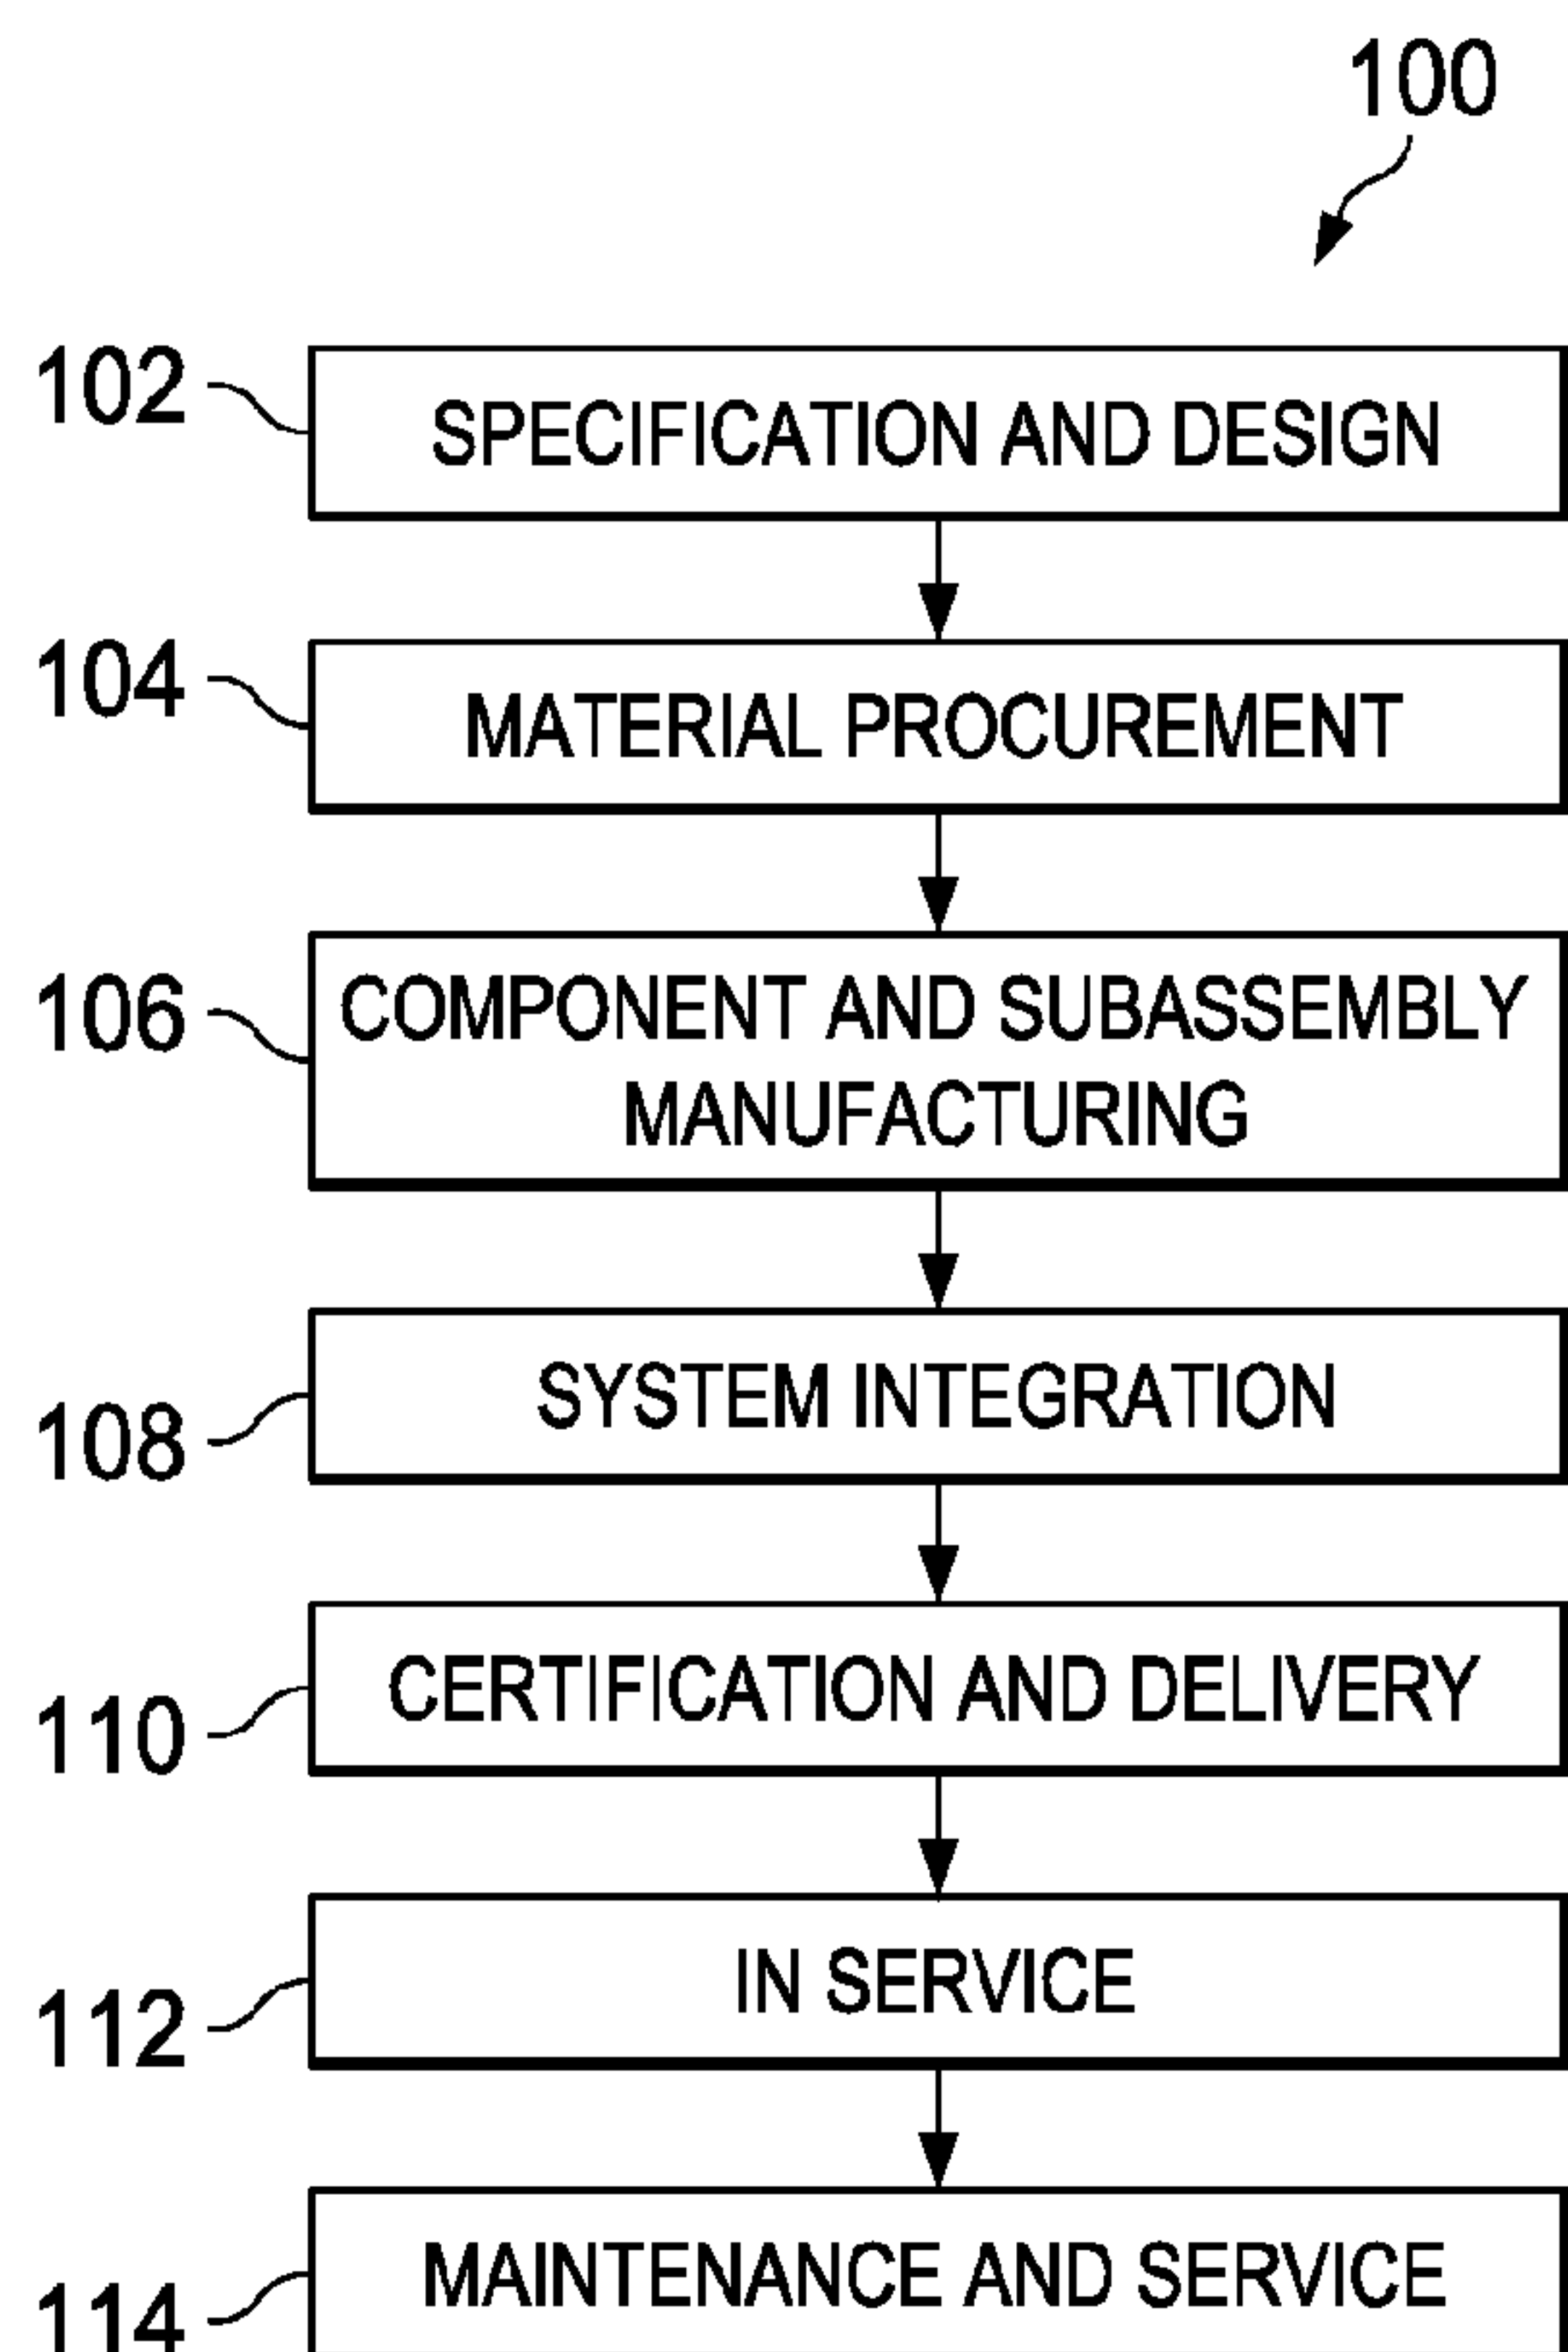 100
102
SPECIFICATION AND DESIGN
104
MATERIAL PROCUREMENT
106
COMPONENT AND SUBASSEMBLY
MANUFACTURING
108
SYSTEM INTEGRATION
110
CERTIFICATION AND DELIVERY
112
IN SERVICE
114
MAINTENANCE AND SERVICE